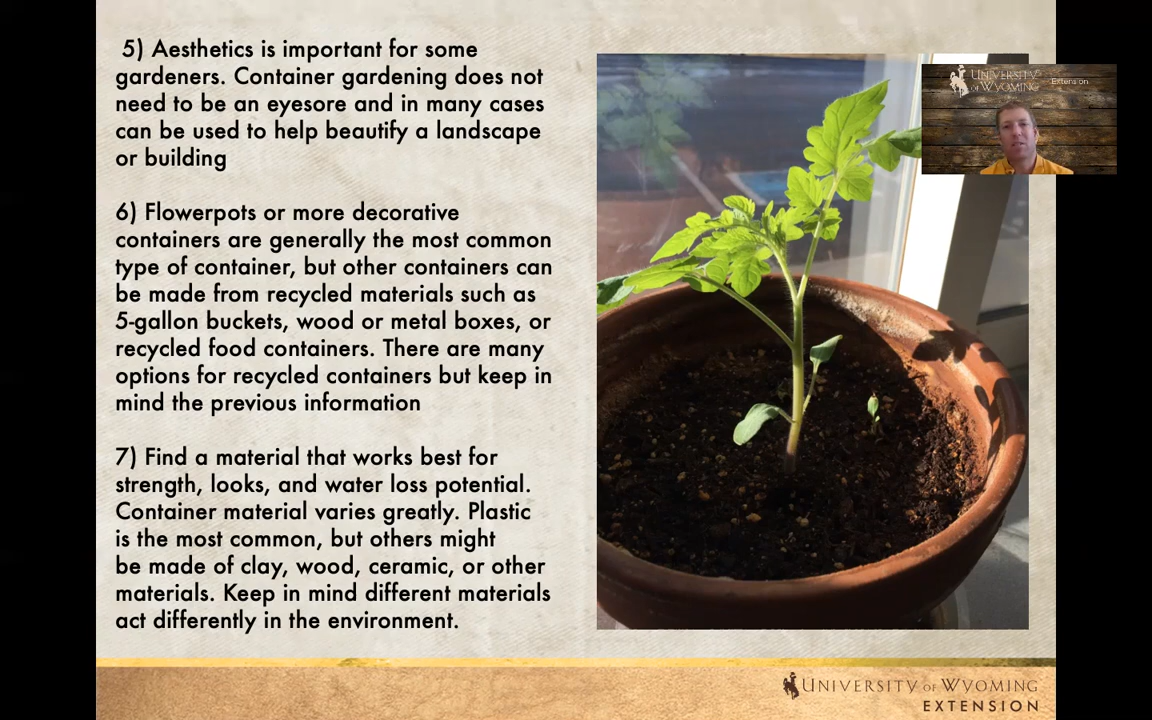 5) Aesthetics is important for some
gardeners. Container gardening does not
need to be an eyesore and in many cases
can be used to help beautify a landscape
or building
6) Flowerpots or more decorative
containers are generally the most common
type of container, but other containers can
be made from recycled materials such as
5-gallon buckets, wood or metal boxes, or
recycled food containers. There are many
options for recycled containers but keep in
mind the previous information
7) Find a material that works best for
strength, looks, and water loss potential.
Container material varies greatly. Plastic
is the most common, but others might
be made of clay, wood, ceramic, or other
materials. Keep in mind different materials
act differently in the environment.
UNIVERSITY
OF WYOMING
Extension
UNIVERSITY OF WYOMING
EXTENSION